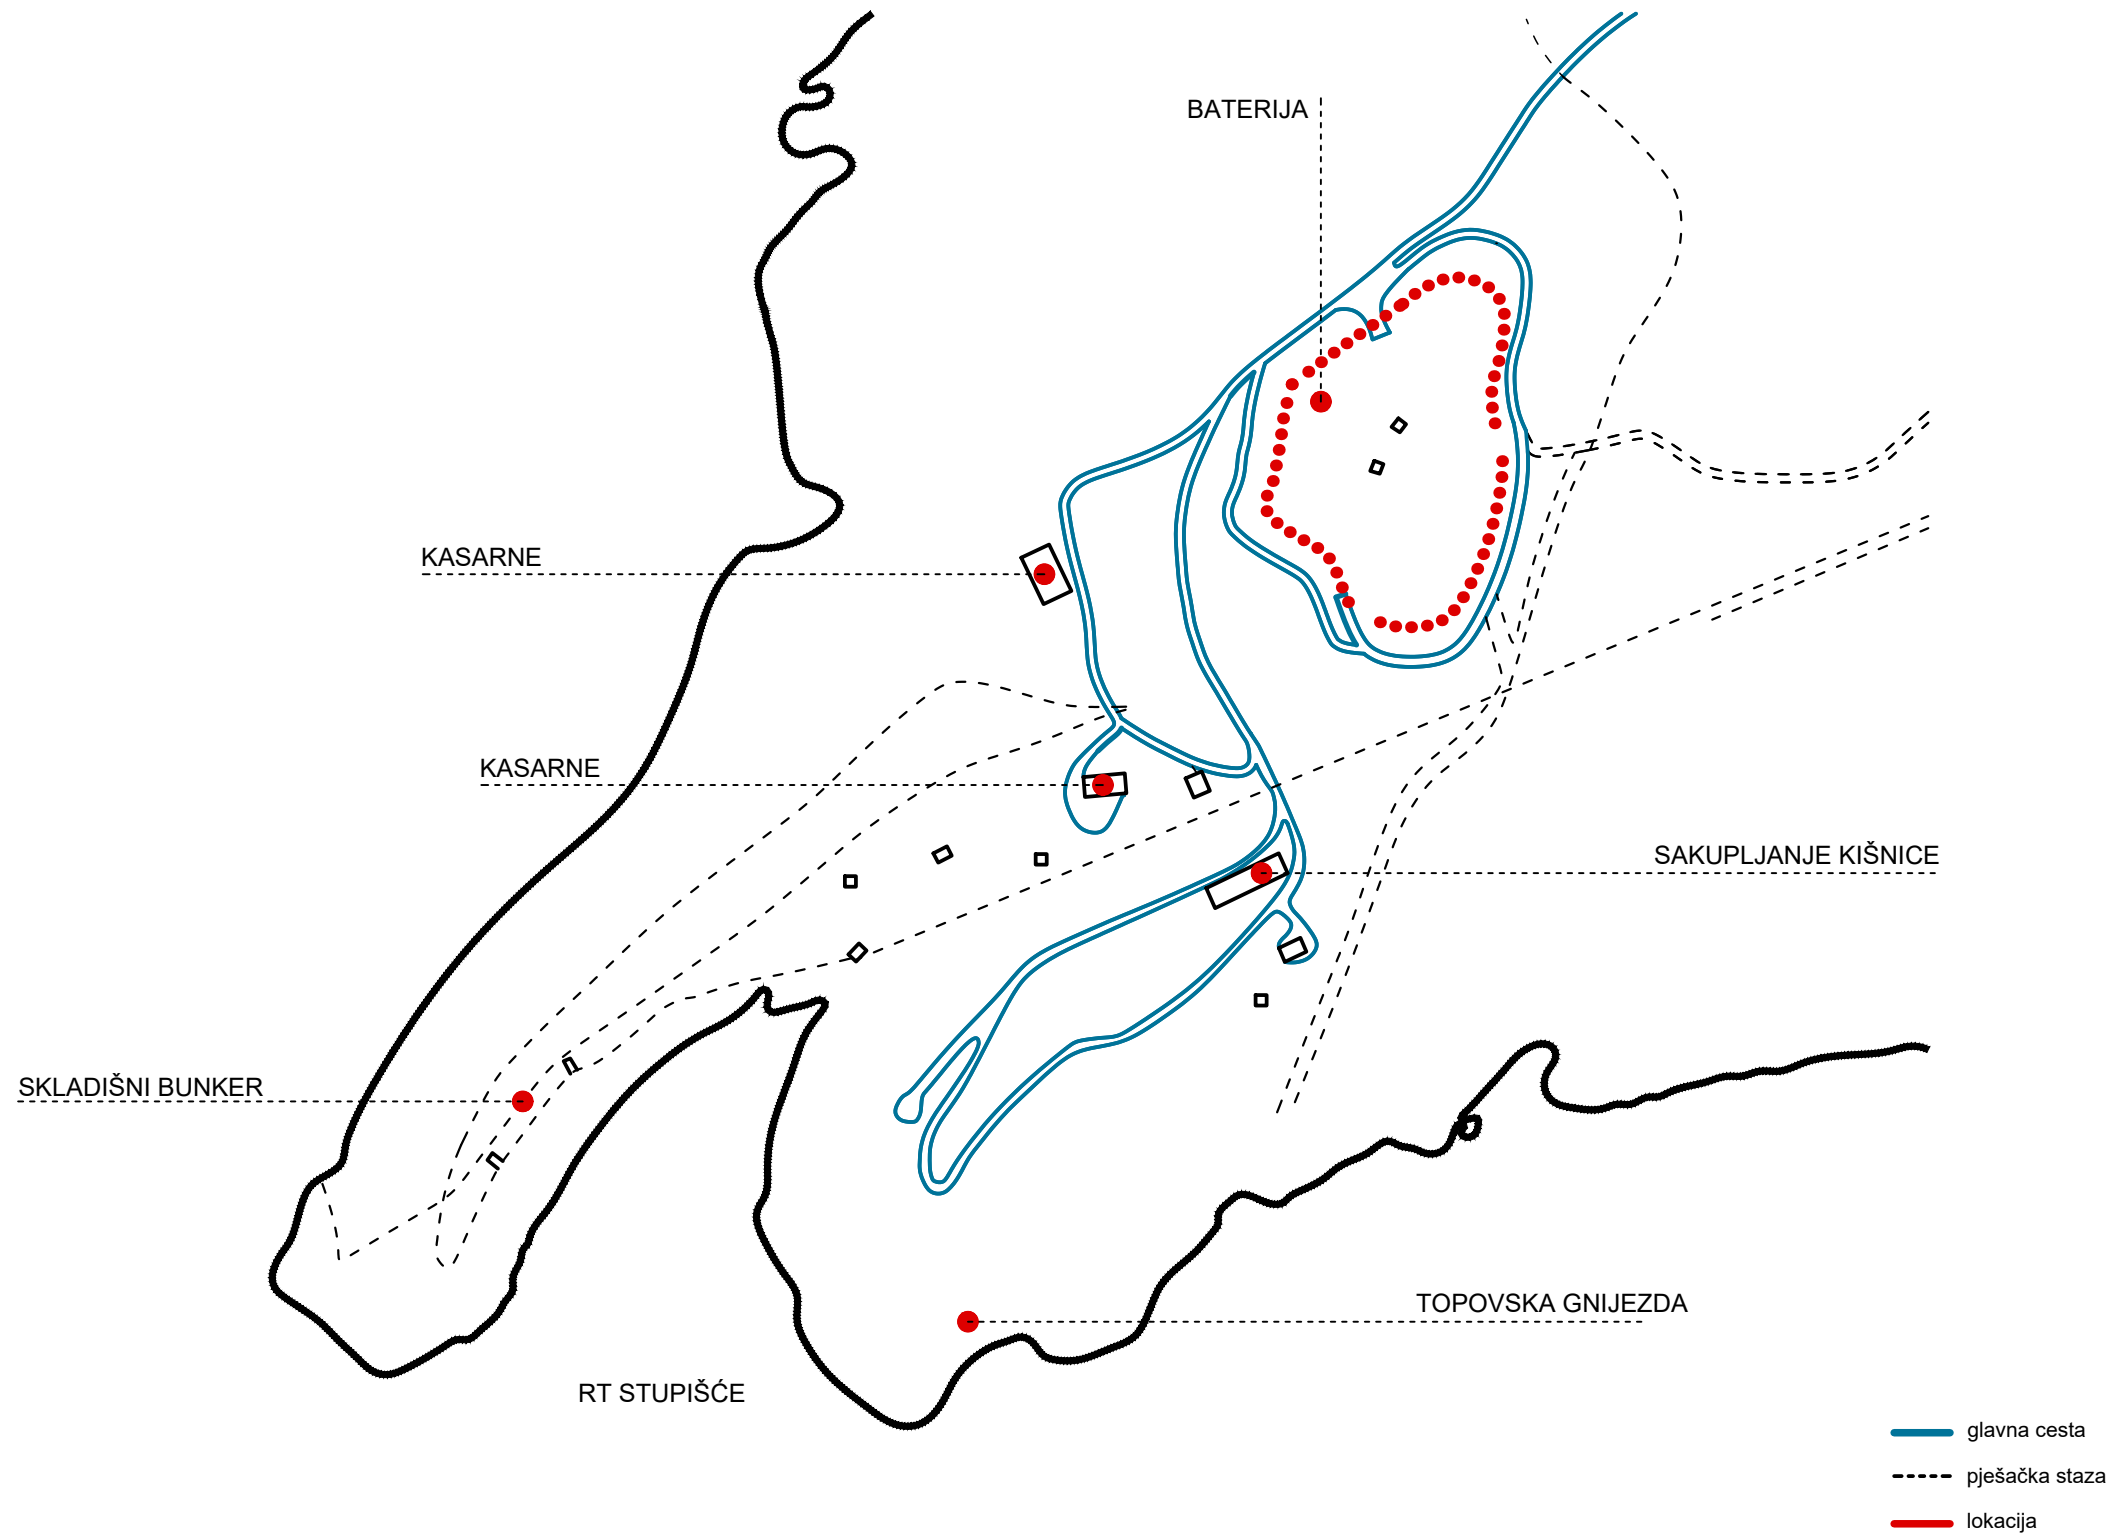 BATERIJA
KASARNE
KASARNE
SAKUPLJANJE KIŠNICE
SKLADIŠNI BUNKER
TOPOVSKA GNIJEZDA
RT STUPIŠĆE
glavna cesta
pješačka staza
lokacija